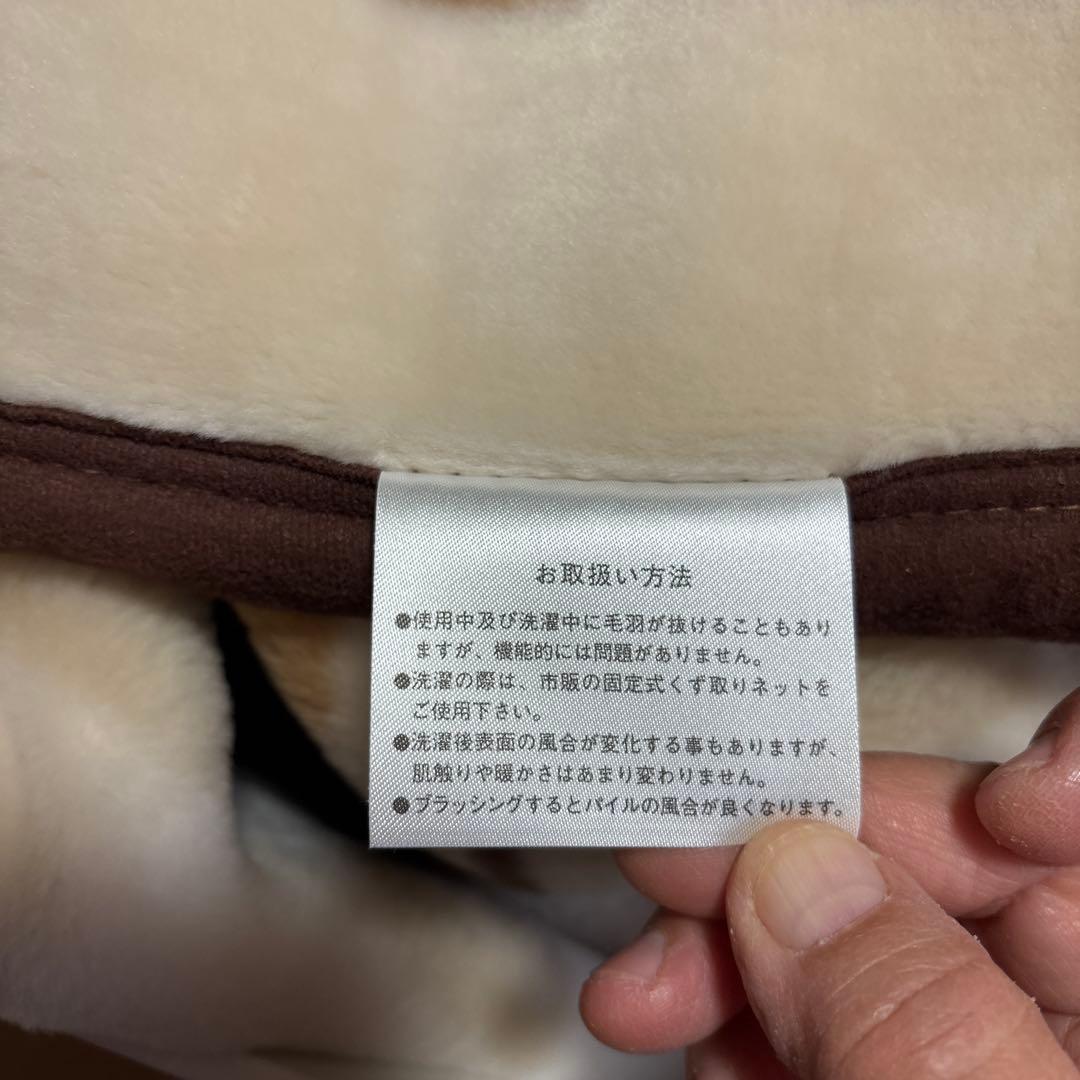 お取扱い方法
●使用中及び洗濯中に毛羽が抜けることもあり
ますが、機能的には問題がありません。
●洗濯の際は、市販の固定式くず取りネットを
ご使用下さい。
●洗濯後表面の風合が変化する事もありますが、
肌触りや暖かさはあまり変わりません。
●ブラッシングするとパイルの風合が良くなります。